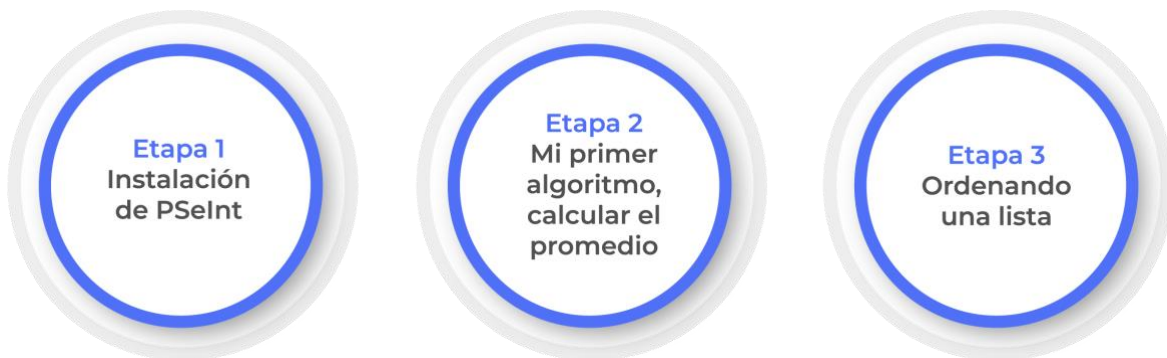 Etapa 1
Instalación
de PSeInt
Etapa 2
Mi primer
algoritmo,
calcular el
promedio
Etapa 3
Ordenando
una lista